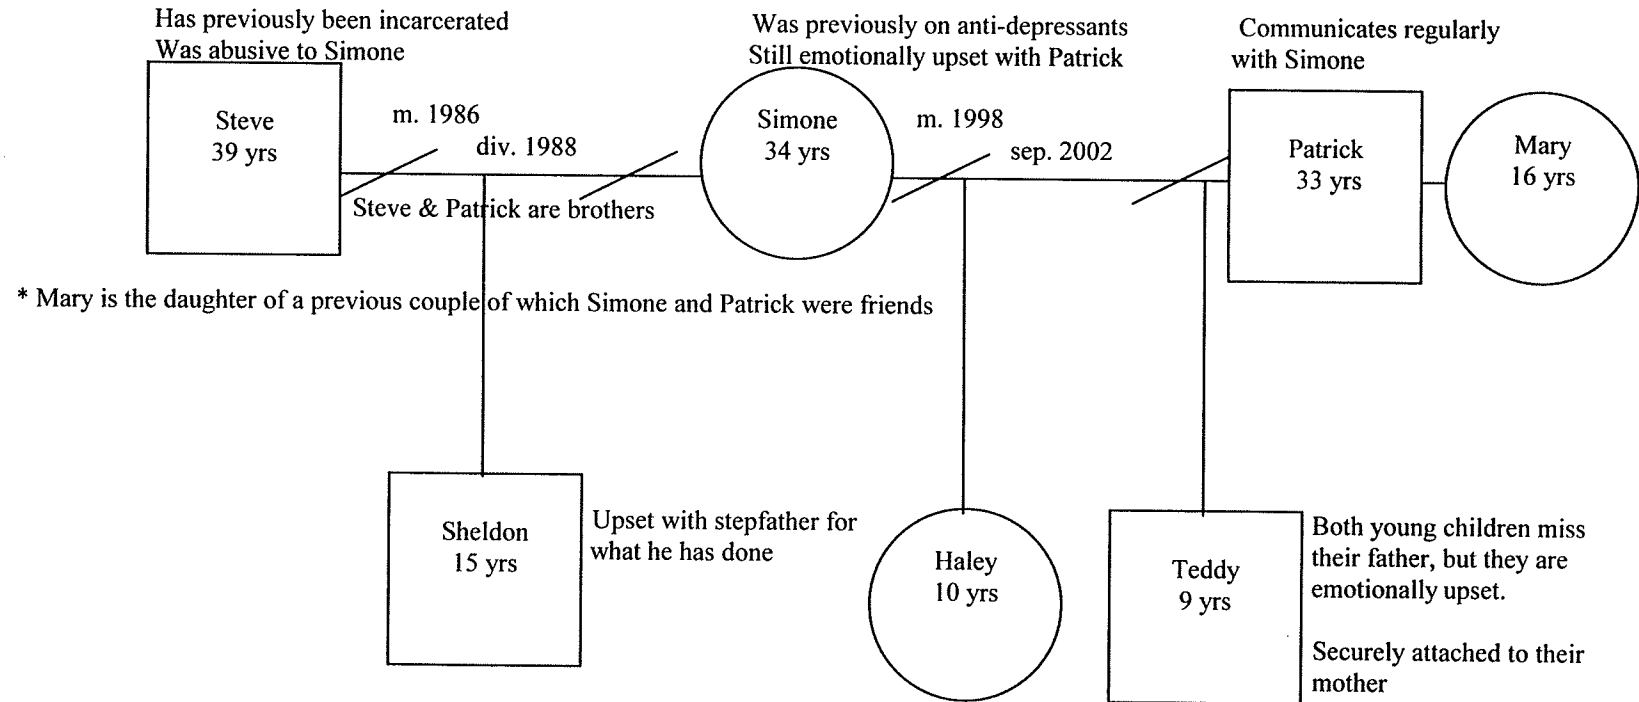 Has previously been incarcerated
Was abusive to Simone
Was previously on anti-depressants
Still emotionally upset with Patrick
Communicates regularly
with Simone
Steve
39 yrs
m. 1986
div. 1988
Simone
34 yrs
m. 1998
sep. 2002
Patrick
33 yrs
Mary
16 yrs
Steve & Patrick are brothers
* Mary is the daughter of a previous couple of which Simone and Patrick were friends
Sheldon
15 yrs
Upset with stepfather for
what he has done
Haley
10 yrs
Teddy
9 yrs
Both young children miss
their father, but they are
emotionally upset.
Securely attached to their
mother